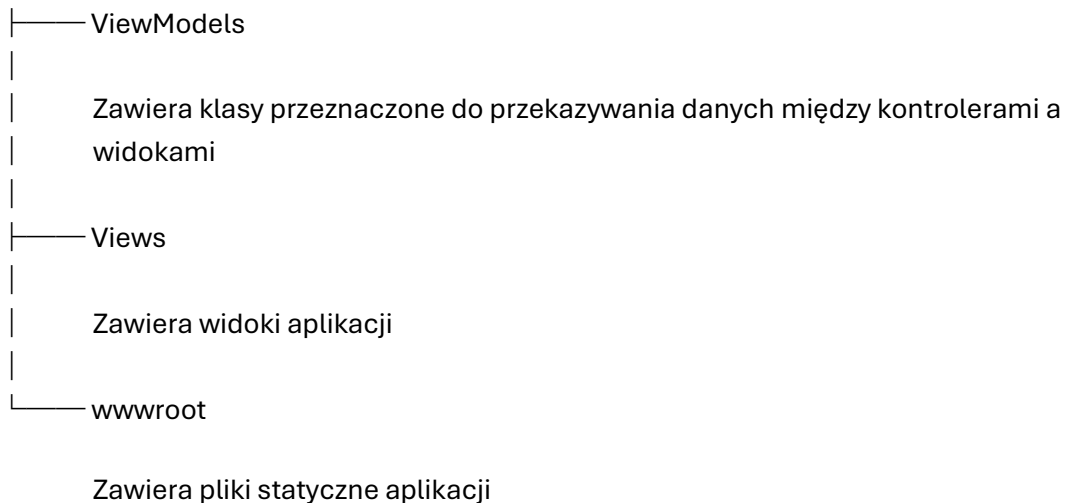 ├───ViewModels
│
│ Zawiera klasy przeznaczone do przekazywania danych między kontrolerami a
│ widokami
│
├───Views
│
│ Zawiera widoki aplikacji
│
└───wwwroot
Zawiera pliki statyczne aplikacji